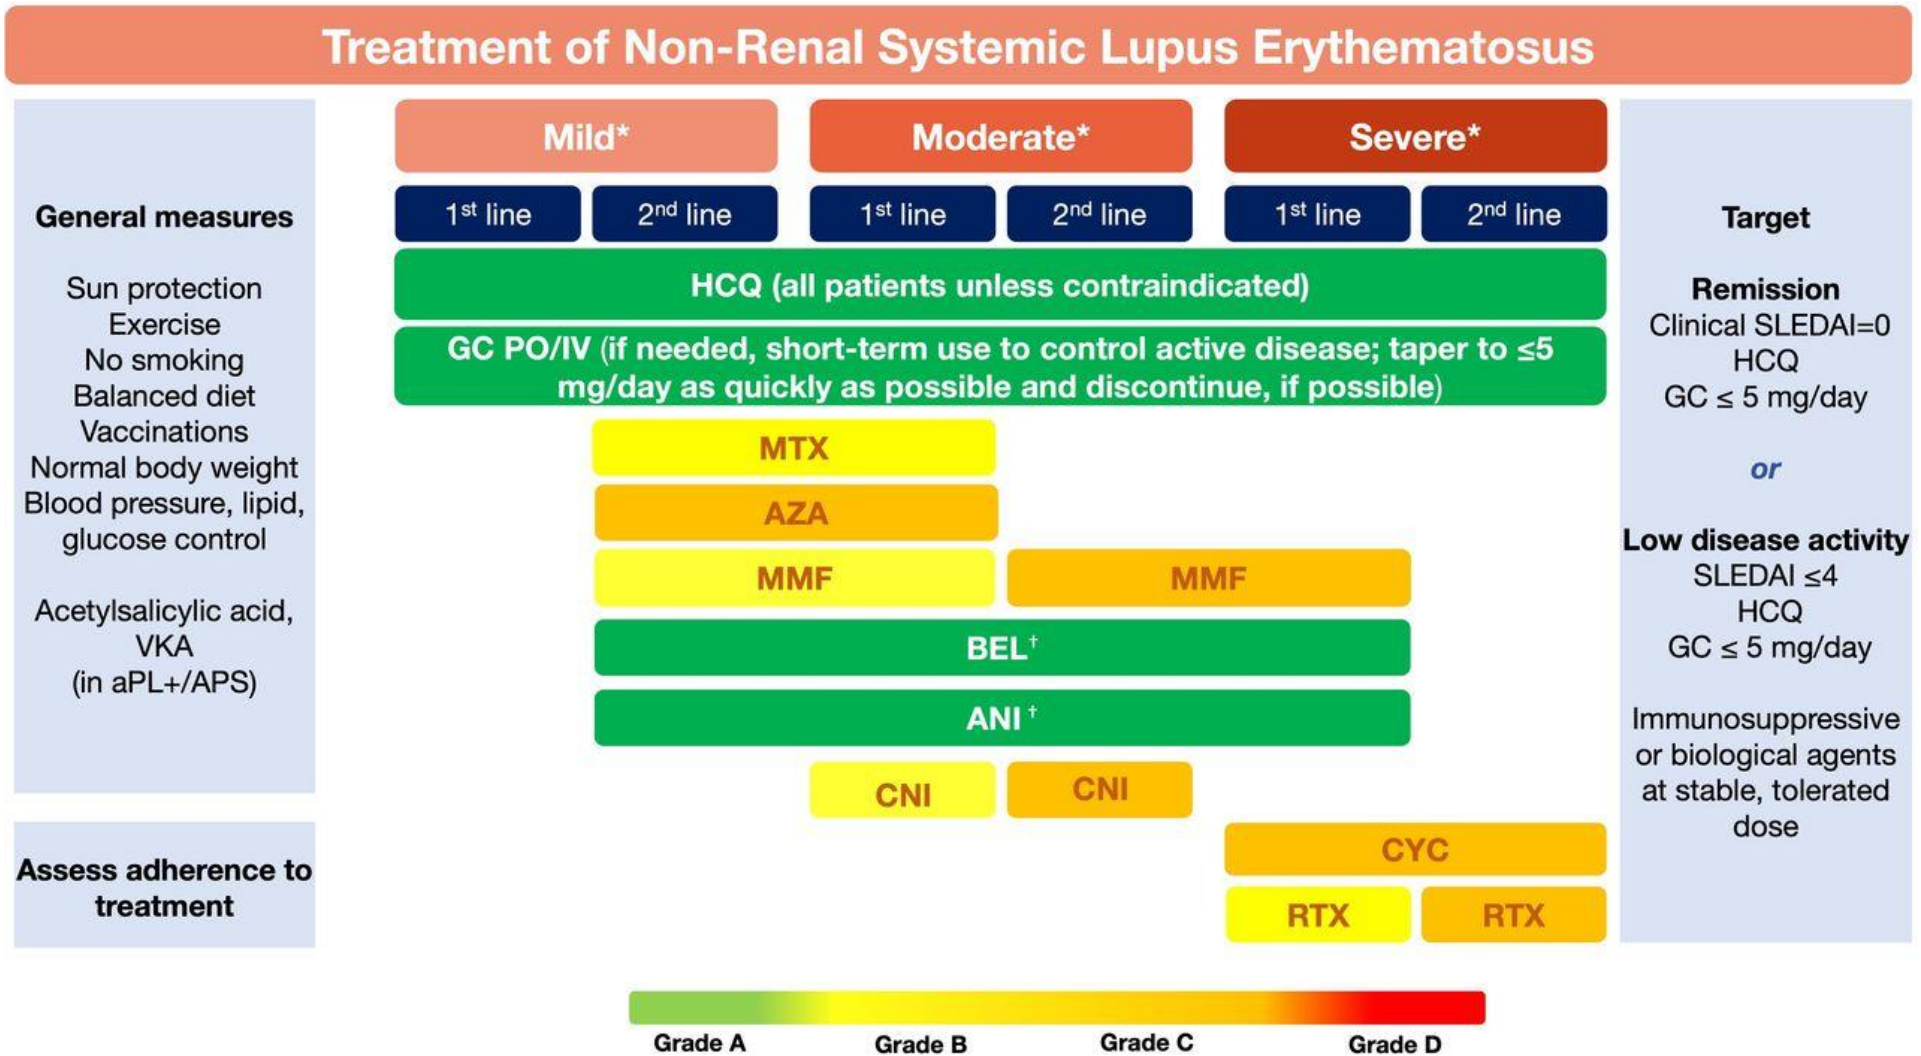 Treatment of Non-Renal Systemic Lupus Erythematosus
General measures
Sun protection
Exercise
No smoking
Balanced diet
Vaccinations
Normal body weight
Blood pressure, lipid,
glucose control
Acetylsalicylic acid,
VKA
(in aPL+/APS)
Assess adherence to
treatment
Mild*
Moderate*
Severe*
1st line
2nd line
1st line
2nd line
1st line
2nd line
HCQ (all patients unless contraindicated)
GC PO/IV (if needed, short-term use to control active disease; taper to ≤5
mg/day as quickly as possible and discontinue, if possible)
MTX
AZA
MMF
MMF
BEL†
ANI †
CNI
CNI
CYC
RTX
RTX
Target
Remission
Clinical SLEDAI=0
HCQ
GC ≤ 5 mg/day
or
Low disease activity
SLEDAI ≤4
HCQ
GC ≤ 5 mg/day
Immunosuppressive
or biological agents
at stable, tolerated
dose
Grade A
Grade B
Grade C
Grade D